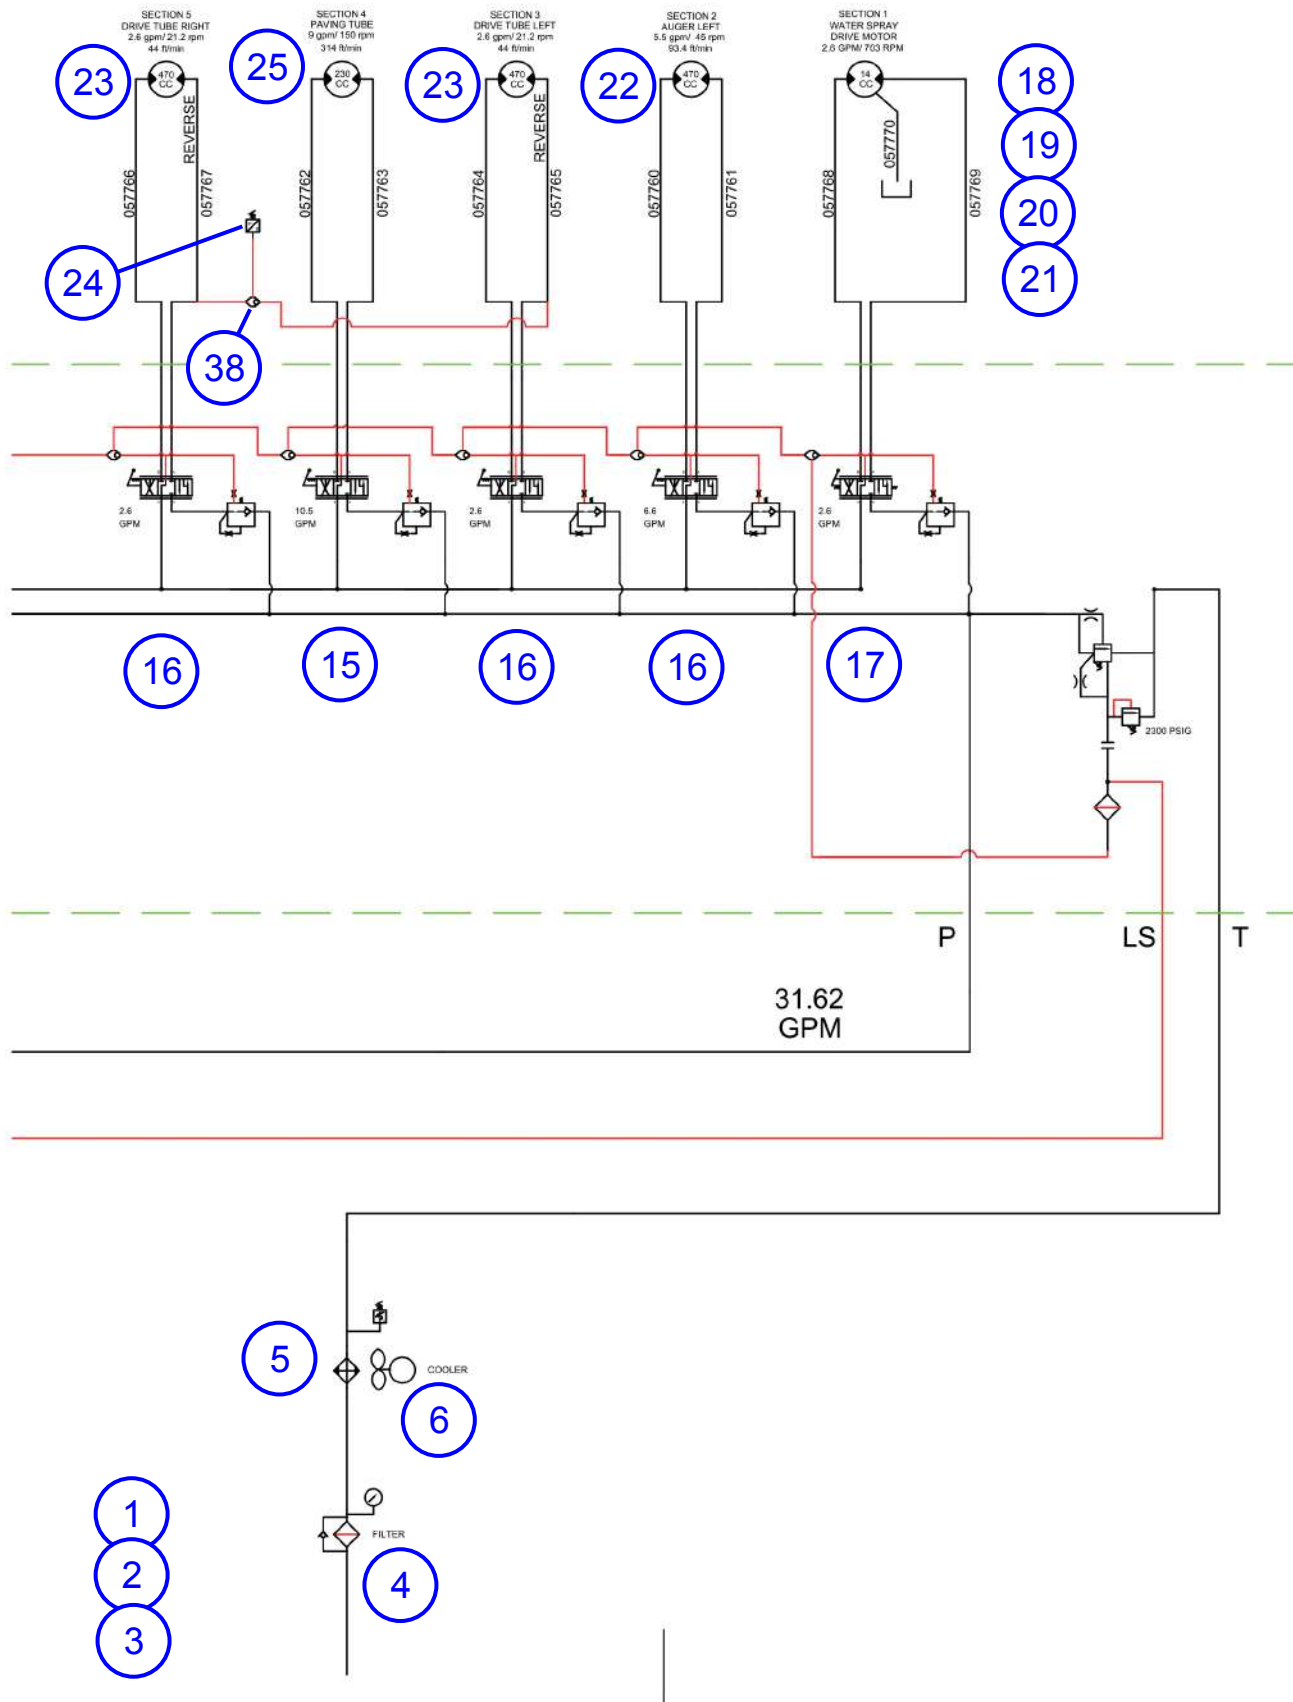 SECTION 5
DRIVE TUBE RIGHT
2.6 gpm/ 21.2 rpm
44 ft/min
SECTION 4
PAVING TUBE
9 gpm/ 150 rpm
314 ft/min
SECTION 3
DRIVE TUBE LEFT
2.6 gpm/ 21.2 rpm
44 ft/min
SECTION 2
AUGER LEFT
5.5 gpm/ 45 rpm
93.4 ft/min
SECTION 1
WATER SPRAY
DRIVE MOTOR
2.6 GPM/ 703 RPM
23
470
CC
25
230
CC
23
470
CC
22
470
CC
14
CC
18
19
20
21
REVERSE
REVERSE
057766
057767
057762
057763
057764
057765
057760
057761
057768
057770
057769
24
38
2.6
GPM
10.5
GPM
2.6
GPM
6.6
GPM
2.6
GPM
16
15
16
16
17
2300 PSIG
P
LS
T
31.62
GPM
5
COOLER
6
1
2
3
FILTER
4